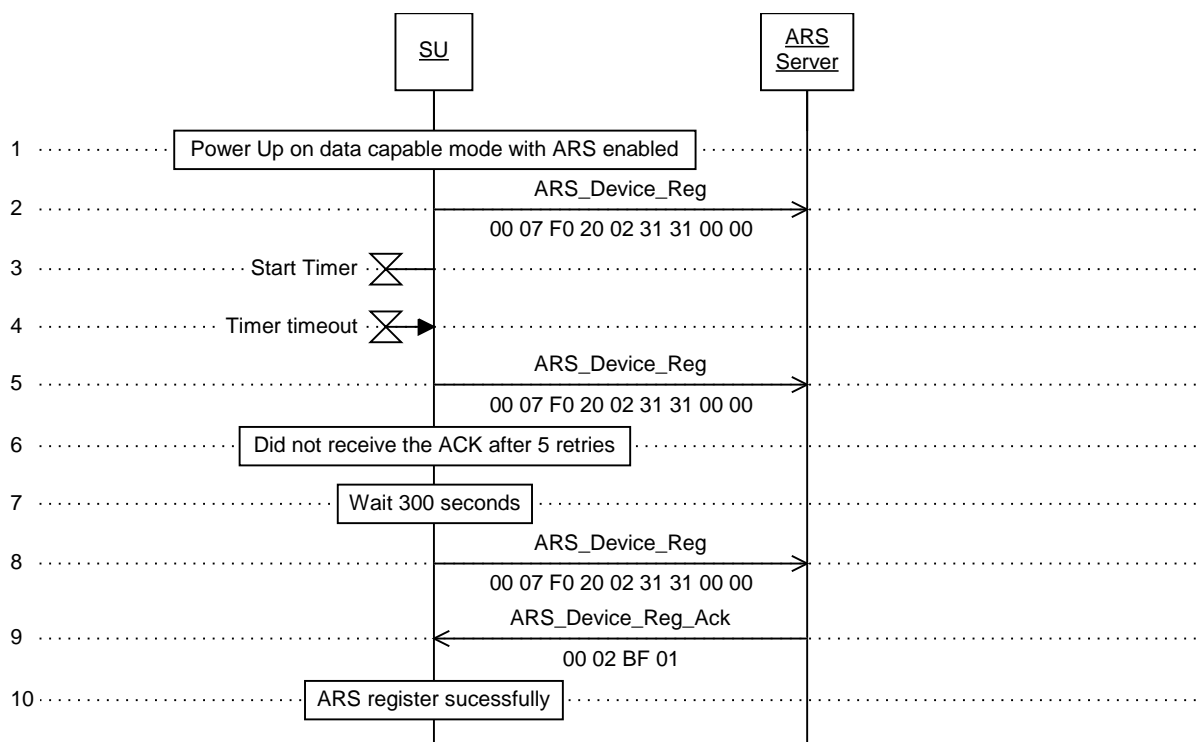 SU
ARS
Server
1 Power Up on data capable mode with ARS enabled
ARS_Device_Reg
2
00 07 F0 20 02 31 31 00 00
3 Start Timer
4 Timer timeout
ARS_Device_Reg
5
00 07 F0 20 02 31 31 00 00
6 Did not receive the ACK after 5 retries
7 Wait 300 seconds
ARS_Device_Reg
8
00 07 F0 20 02 31 31 00 00
ARS_Device_Reg_Ack
9
00 02 BF 01
10 ARS register sucessfully